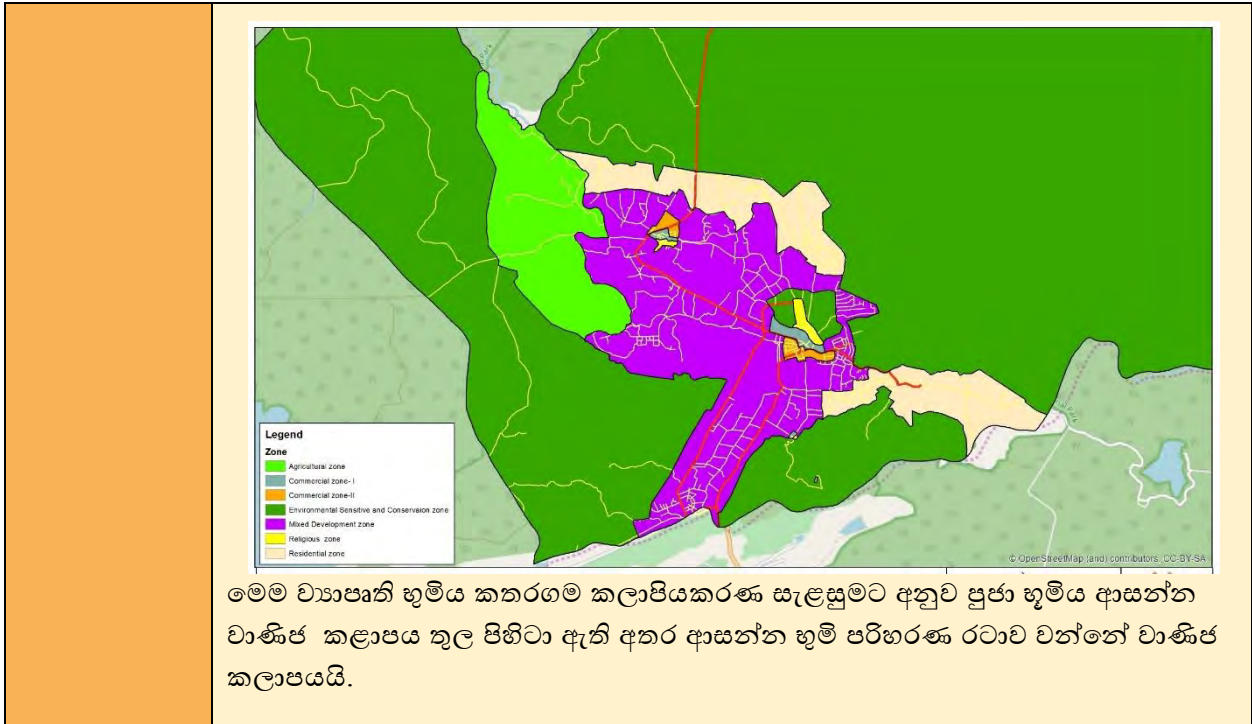 Legend
Zone
Agricultural zone
Commercial zone- I
Commercial zone-II
Environmental Sensitive and Conservaion zone
Mixed Development zone
Religious zone
Residential zone
© OpenStreetMap (and) contributors, CC-BY-SA
මෙම ව්‍යාපෘති භුමිය කතරගම කලාපියකරණ සැළසුමට අනුව පුජා භූමිය ආසන්න
වාණිජ කළාපය තුල පිහිටා ඇති අතර ආසන්න භුමි පරිහරණ රටාව වන්නේ වාණිජ
කලාපයයි.